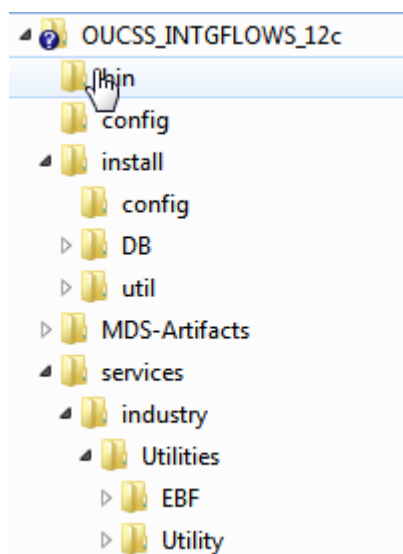 OUCSS_INTGFLOWS_12c
bin
config
install
config
DB
util
MDS-Artifacts
services
industry
Utilities
EBF
Utility